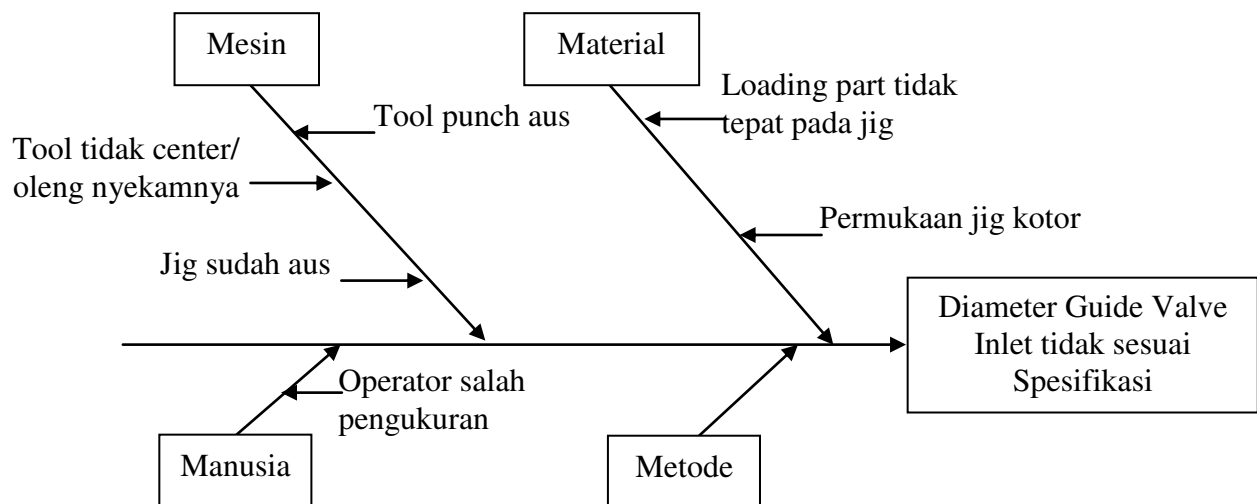 Mesin
Material
Tool punch aus
Loading part tidak
tepat pada jig
Tool tidak center/
oleng nyekamnya
Permukaan jig kotor
Jig sudah aus
Diameter Guide Valve
Inlet tidak sesuai
Spesifikasi
Operator salah
pengukuran
Manusia
Metode